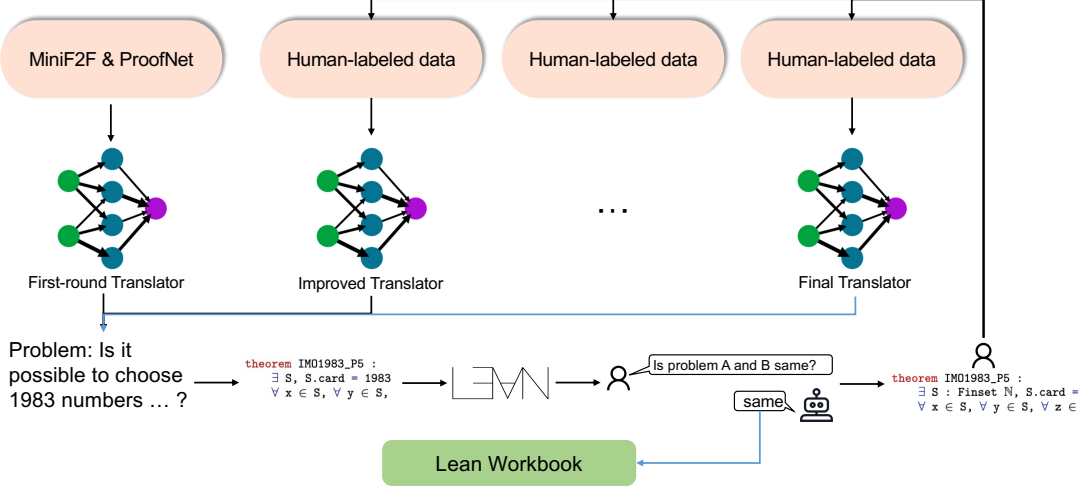 MiniF2F & ProofNet
Human-labeled data
Human-labeled data
Human-labeled data
...
First-round Translator
Improved Translator
Final Translator
Problem: Is it
possible to choose
1983 numbers … ?
theorem IMO1983_P5 :
∃ S, S.card = 1983
∀ x ∈ S, ∀ y ∈ S,
LEAN
Is problem A and B same?
same
theorem IMO1983_P5 :
∃ S : Finset ℕ, S.card =
∀ x ∈ S, ∀ y ∈ S, ∀ z ∈
Lean Workbook